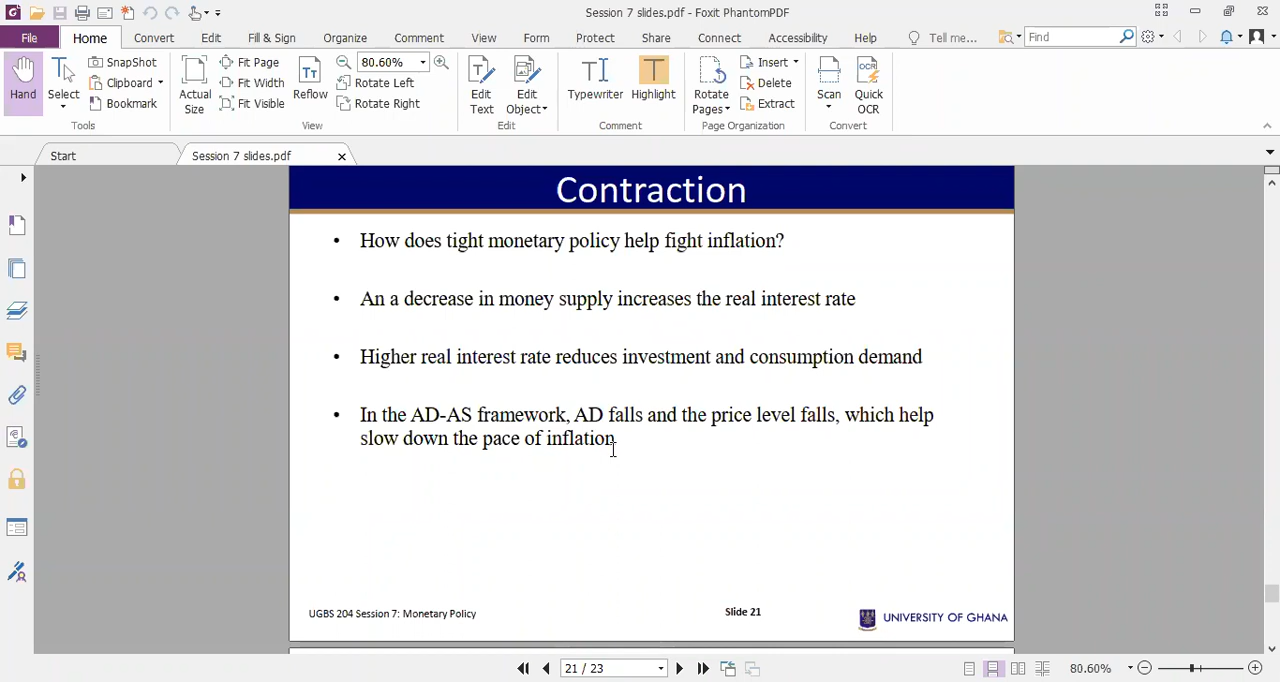 Session 7 slides.pdf - Foxit PhantomPDF
File Home Convert Edit Fill & Sign Organize Comment View Form Protect Share Connect Accessibility Help Tell me... Find
SnapShot Fit Page 80.60% Rotate Left Insert
Clipboard Fit Width Rotate Left Delete
Hand Select Bookmark Actual Size Fit Visible Reflow Rotate Right Edit Text Edit Object Typewriter Highlight Rotate Pages Extract Scan Quick OCR
Tools View Edit Comment Page Organization Convert
Start Session 7 slides.pdf
Contraction
• How does tight monetary policy help fight inflation?
• An a decrease in money supply increases the real interest rate
• Higher real interest rate reduces investment and consumption demand
• In the AD-AS framework, AD falls and the price level falls, which help
slow down the pace of inflation
UGBS 204 Session 7: Monetary Policy Slide 21 UNIVERSITY OF GHANA
21 / 23 80.60%